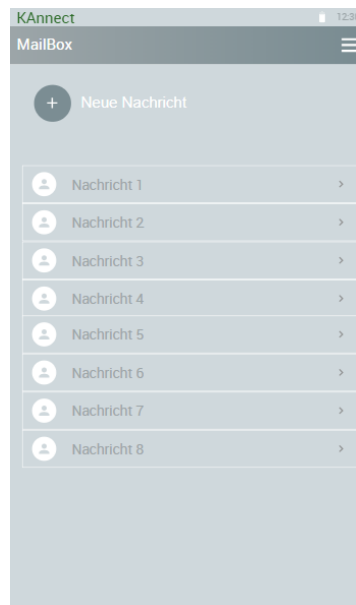 KAnnect
12:30
MailBox
Neue Nachricht
Nachricht 1
Nachricht 2
Nachricht 3
Nachricht 4
Nachricht 5
Nachricht 6
Nachricht 7
Nachricht 8